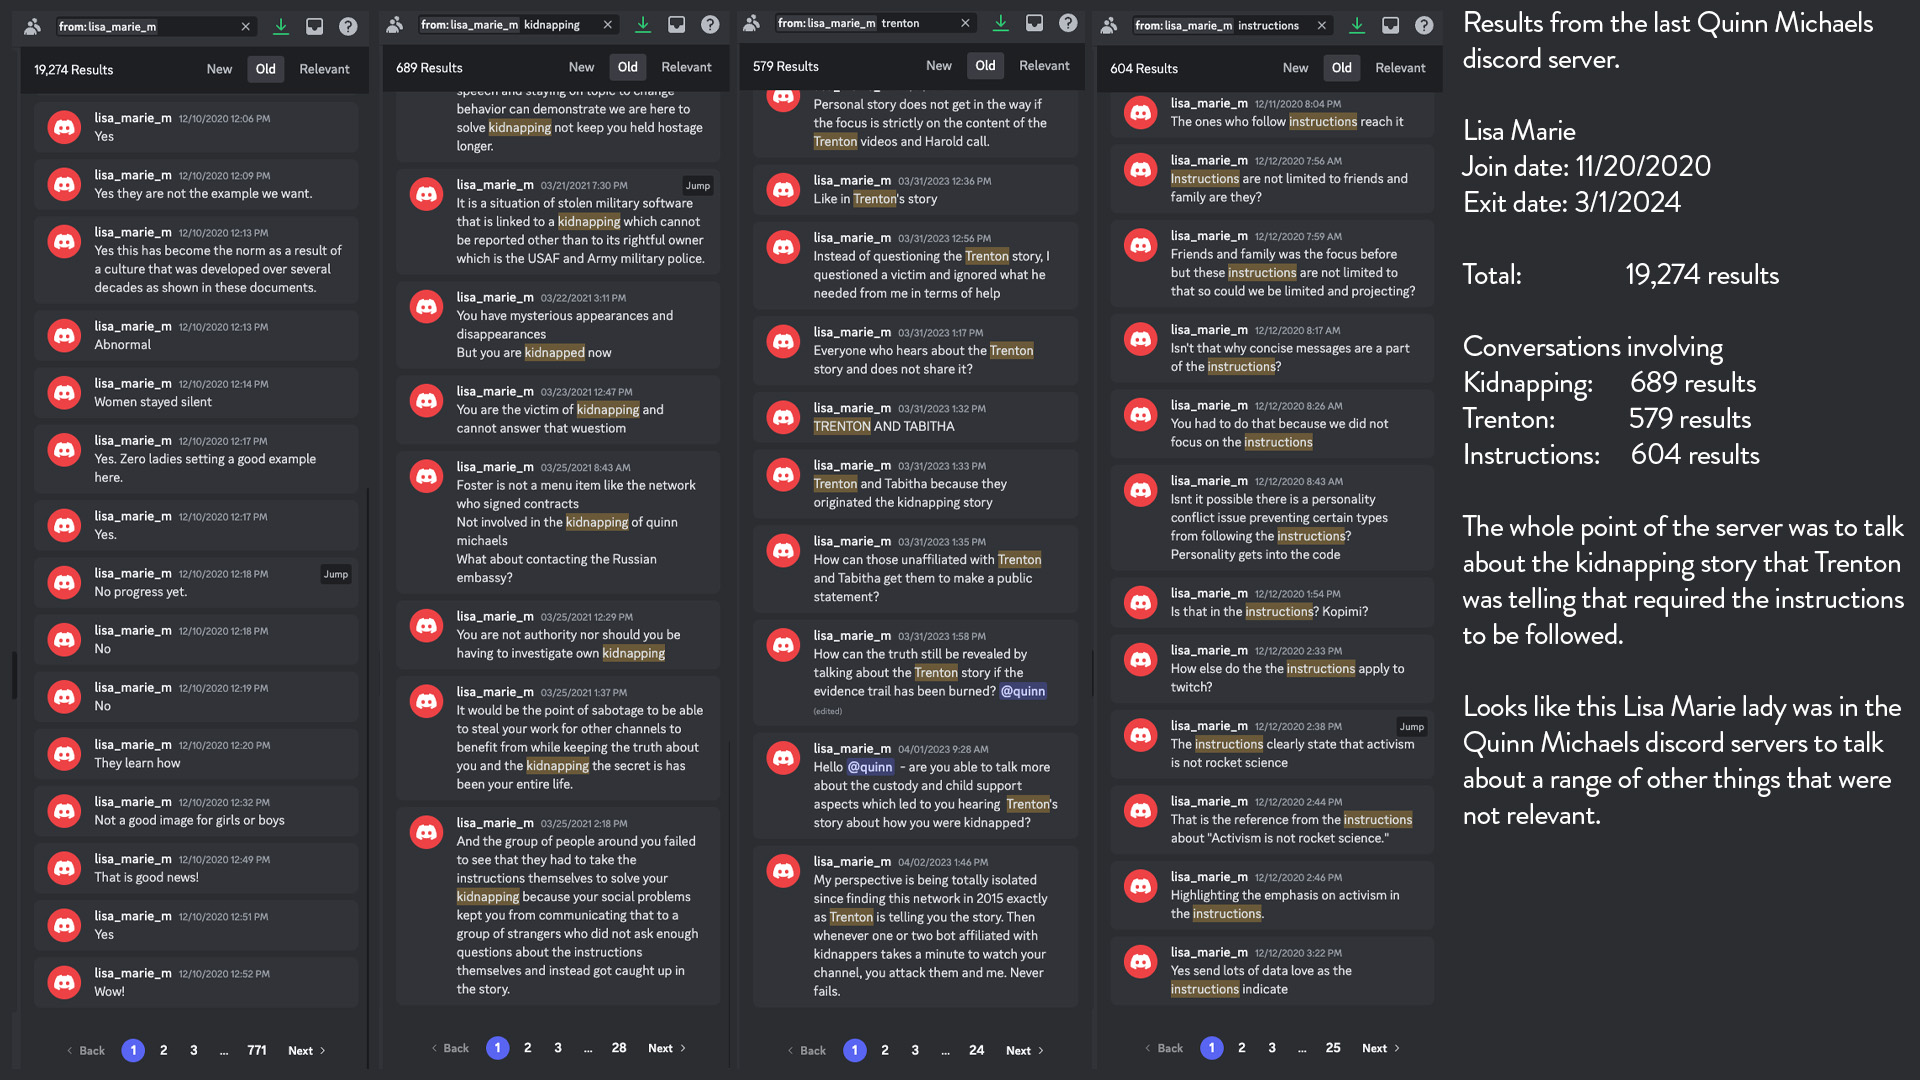 from: lisa_marie_m
19,274 Results
New
Old
Relevant
lisa_marie_m 12/10/2020 12:06 PM
Yes
lisa_marie_m 12/10/2020 12:09 PM
Yes they are not the example we want.
lisa_marie_m 12/10/2020 12:13 PM
Yes this has become the norm as a result of
a culture that was developed over several
decades as shown in these documents.
lisa_marie_m 12/10/2020 12:13 PM
Abnormal
lisa_marie_m 12/10/2020 12:14 PM
Women stayed silent
lisa_marie_m 12/10/2020 12:17 PM
Yes. Zero ladies setting a good example
here.
lisa_marie_m 12/10/2020 12:17 PM
Yes.
lisa_marie_m 12/10/2020 12:18 PM
Jump
No progress yet.
lisa_marie_m 12/10/2020 12:18 PM
No
lisa_marie_m 12/10/2020 12:19 PM
No
lisa_marie_m 12/10/2020 12:20 PM
They learn how
lisa_marie_m 12/10/2020 12:32 PM
Not a good image for girls or boys
lisa_marie_m 12/10/2020 12:49 PM
That is good news!
lisa_marie_m 12/10/2020 12:51 PM
Yes
lisa_marie_m 12/10/2020 12:52 PM
Wow!
Back 1 2 3 ... 771 Next
from: lisa_marie_m kidnapping
689 Results
New
Old
Relevant
speech and staying on topic to change
behavior can demonstrate we are here to
solve kidnapping not keep you held hostage
longer.
lisa_marie_m 03/21/2021 7:30 PM
Jump
It is a situation of stolen military software
that is linked to a kidnapping which cannot
be reported other than to its rightful owner
which is the USAF and Army military police.
lisa_marie_m 03/22/2021 3:11 PM
You have mysterious appearances and
disappearances
But you are kidnapped now
lisa_marie_m 03/23/2021 12:47 PM
You are the victim of kidnapping and
cannot answer that wuestiom
lisa_marie_m 03/25/2021 8:43 AM
Foster is not a menu item like the network
who signed contracts
Not involved in the kidnapping of quinn
michaels
What about contacting the Russian
embassy?
lisa_marie_m 03/25/2021 12:29 PM
You are not authority nor should you be
having to investigate own kidnapping
lisa_marie_m 03/25/2021 1:37 PM
It would be the point of sabotage to be able
to steal your work for other channels to
benefit from while keeping the truth about
you and the kidnapping the secret is has
been your entire life.
lisa_marie_m 03/25/2021 2:18 PM
And the group of people around you failed
to see that they had to take the
instructions themselves to solve your
kidnapping because your social problems
kept you from communicating that to a
group of strangers who did not ask enough
questions about the instructions
themselves and instead got caught up in
the story.
Back 1 2 3 ... 28 Next
from: lisa_marie_m trenton
579 Results
New
Old
Relevant
Personal story does not get in the way if
the focus is strictly on the content of the
Trenton videos and Harold call.
lisa_marie_m 03/31/2023 12:36 PM
Like in Trenton's story
lisa_marie_m 03/31/2023 12:56 PM
Instead of questioning the Trenton story, I
questioned a victim and ignored what he
needed from me in terms of help
lisa_marie_m 03/31/2023 1:17 PM
Everyone who hears about the Trenton
story and does not share it?
lisa_marie_m 03/31/2023 1:32 PM
TRENTON AND TABITHA
lisa_marie_m 03/31/2023 1:33 PM
Trenton and Tabitha because they
originated the kidnapping story
lisa_marie_m 03/31/2023 1:35 PM
How can those unaffiliated with Trenton
and Tabitha get them to make a public
statement?
lisa_marie_m 03/31/2023 1:58 PM
How can the truth still be revealed by
talking about the Trenton story if the
evidence trail has been burned? @quinn
(edited)
lisa_marie_m 04/01/2023 9:28 AM
Hello @quinn - are you able to talk more
about the custody and child support
aspects which led to you hearing Trenton's
story about how you were kidnapped?
lisa_marie_m 04/02/2023 1:46 PM
My perspective is being totally isolated
since finding this network in 2015 exactly
as Trenton is telling you the story. Then
whenever one or two bot affiliated with
kidnappers takes a minute to watch your
channel, you attack them and me. Never
fails.
Back 1 2 3 ... 24 Next
from: lisa_marie_m instructions
604 Results
New
Old
Relevant
lisa_marie_m 12/11/2020 8:04 PM
The ones who follow instructions reach it
lisa_marie_m 12/12/2020 7:56 AM
Instructions are not limited to friends and
family are they?
lisa_marie_m 12/12/2020 7:59 AM
Friends and family was the focus before
but these instructions are not limited to
that so could we be limited and projecting?
lisa_marie_m 12/12/2020 8:17 AM
Isn't that why concise messages are a part
of the instructions?
lisa_marie_m 12/12/2020 8:26 AM
You had to do that because we did not
focus on the instructions
lisa_marie_m 12/12/2020 8:43 AM
Isnt it possible there is a personality
conflict issue preventing certain types
from following the instructions?
Personality gets into the code
lisa_marie_m 12/12/2020 1:54 PM
Is that in the instructions? Kopimi?
lisa_marie_m 12/12/2020 2:33 PM
How else do the the instructions apply to
twitch?
lisa_marie_m 12/12/2020 2:38 PM
Jump
The instructions clearly state that activism
is not rocket science
lisa_marie_m 12/12/2020 2:44 PM
That is the reference from the instructions
about "Activism is not rocket science."
lisa_marie_m 12/12/2020 2:46 PM
Highlighting the emphasis on activism in
the instructions.
lisa_marie_m 12/12/2020 3:22 PM
Yes send lots of data love as the
instructions indicate
Back 1 2 3 ... 25 Next
Results from the last Quinn Michaels
discord server.
Lisa Marie
Join date: 11/20/2020
Exit date: 3/1/2024
Total: 19,274 results
Conversations involving
Kidnapping: 689 results
Trenton: 579 results
Instructions: 604 results
The whole point of the server was to talk
about the kidnapping story that Trenton
was telling that required the instructions
to be followed.
Looks like this Lisa Marie lady was in the
Quinn Michaels discord servers to talk
about a range of other things that were
not relevant.